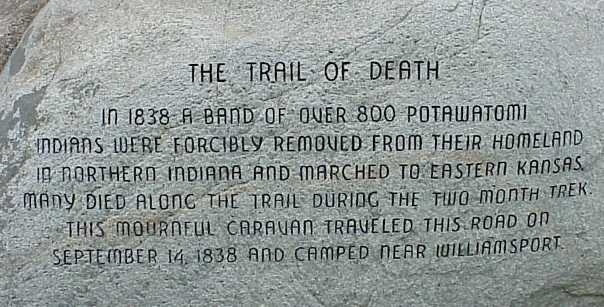 THE TRAIL OF DEATH
IN 1838 A BAND OF OVER 800 POTAWATOMI
INDIANS WERE FORCIBLY REMOVED FROM THEIR HOMELAND
IN NORTHERN INDIANA AND MARCHED TO EASTERN KANSAS.
MANY DIED ALONG THE TRAIL DURING THE TWO MONTH TREK.
THIS MOURNFUL CARAVAN TRAVELED THIS ROAD ON
SEPTEMBER 14, 1838 AND CAMPED NEAR WILLIAMSPORT.